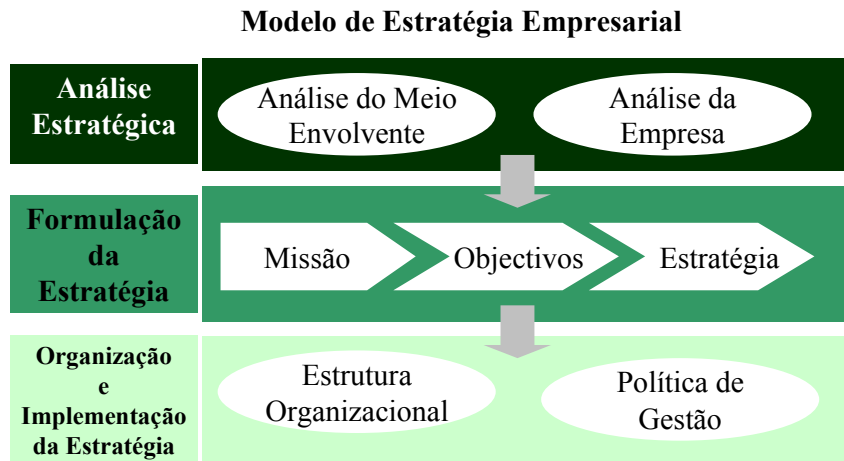 Modelo de Estratégia Empresarial
Análise
Estratégica
Análise do Meio
Envolvente
Análise da
Empresa
Formulação
da
Estratégia
Missão
Objectivos
Estratégia
Organização
e
Implementação
da Estratégia
Estrutura
Organizacional
Política de
Gestão